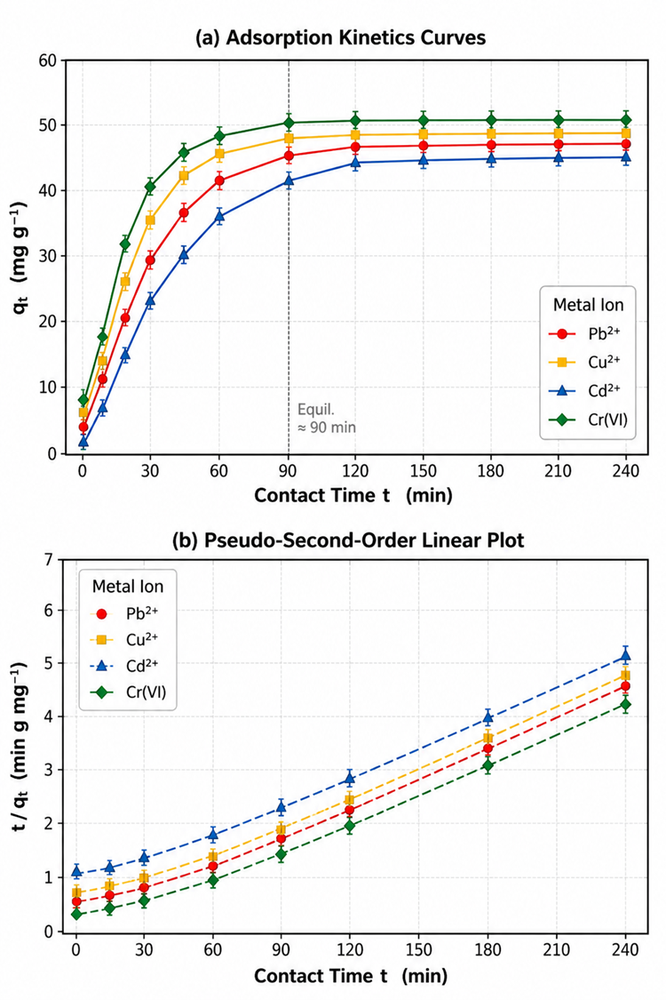 (a) Adsorption Kinetics Curves
60
50
40
30
20
10
0
qₜ (mg g⁻¹)
Equil.
≈ 90 min
Metal Ion
Pb²⁺
Cu²⁺
Cd²⁺
Cr(VI)
0 30 60 90 120 150 180 210 240
Contact Time t (min)
(b) Pseudo-Second-Order Linear Plot
7
6
5
4
3
2
1
0
t / qₜ (min g mg⁻¹)
Metal Ion
Pb²⁺
Cu²⁺
Cd²⁺
Cr(VI)
0 30 60 90 120 150 180 210 240
Contact Time t (min)